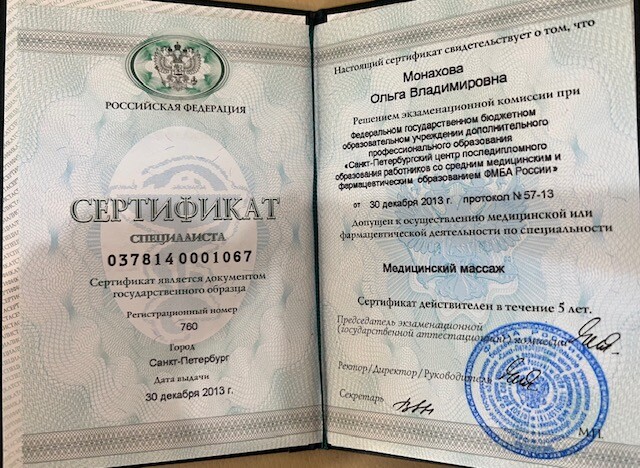 РОССИЙСКАЯ ФЕДЕРАЦИЯ
СЕРТИФИКАТ
СПЕЦИАЛИСТА
0378140001067
Сертификат является документом
государственного образца
Регистрационный номер
760
Город
Санкт-Петербург
Дата выдачи
30 декабря 2013 г.
Настоящий сертификат свидетельствует о том, что
Монахова
Ольга Владимировна
Решением экзаменационной комиссии при
Федеральном государственном бюджетном
образовательном учреждении дополнительного
профессионального образования
«Санкт-Петербургский центр последипломного
образования работников со средним медицинским и
фармацевтическим образованием ФМБА России»
от 30 декабря 2013 г. протокол №57-13
Допущен к осуществлению медицинской или
фармацевтической деятельности по специальности
Медицинский массаж
Сертификат действителен в течение 5 лет.
Председатель экзаменационной
(государственной аттестационной) комиссии
Ректор/Директор/Руководитель
Секретарь
М.П.